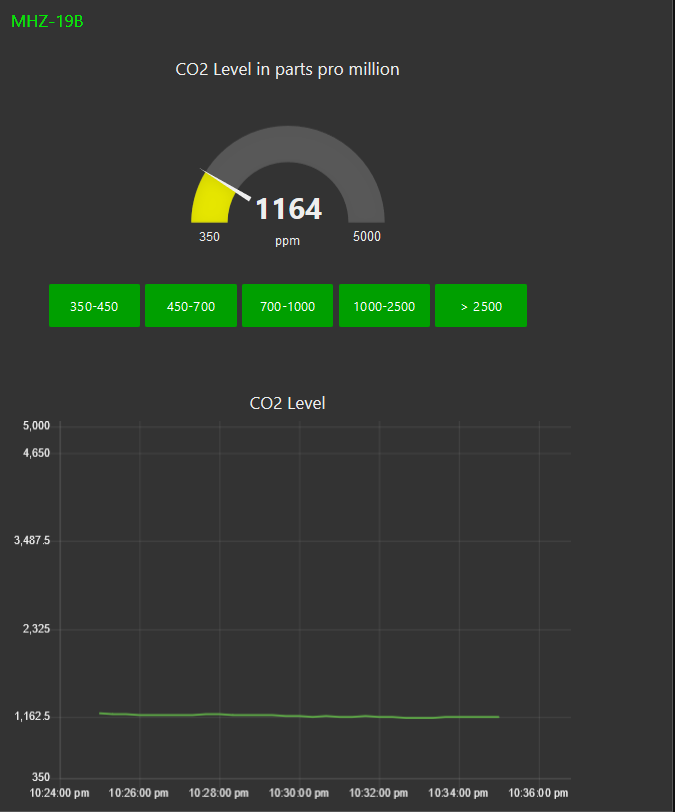 MHZ-19B
CO2 Level in parts pro million
1164
350 ppm 5000
350-450 450-700 700-1000 1000-2500 > 2500
CO2 Level
5,000
4,650
3,487.5
2,325
1,162.5
350
10:24:00 pm 10:26:00 pm 10:28:00 pm 10:30:00 pm 10:32:00 pm 10:34:00 pm 10:36:00 pm